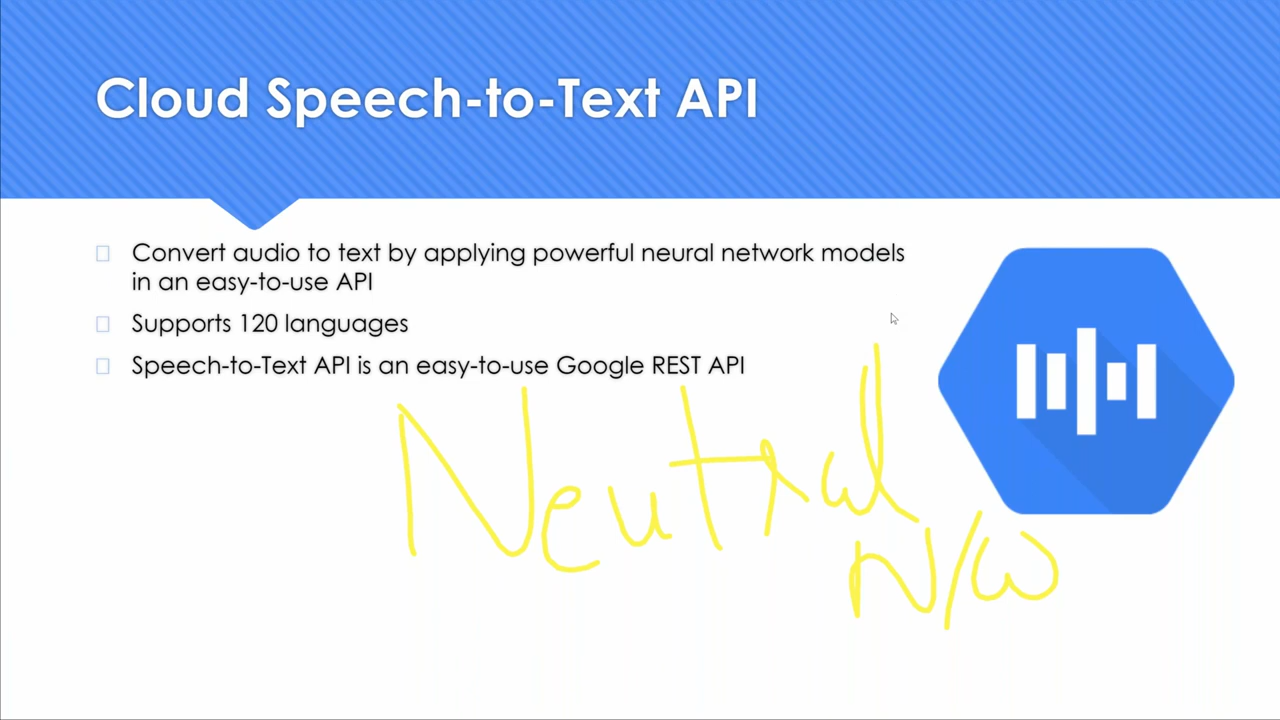 Cloud Speech-to-Text API
Convert audio to text by applying powerful neural network models
in an easy-to-use API
Supports 120 languages
Speech-to-Text API is an easy-to-use Google REST API
Neutral
N/W